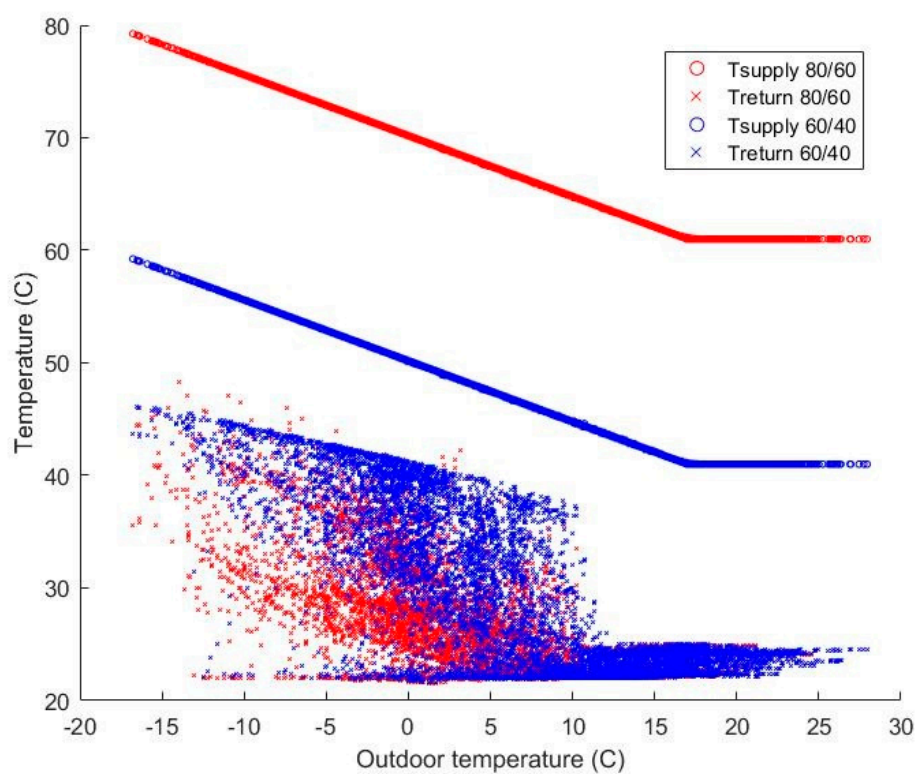 80
70
60
50
40
30
20
Temperature (C)
Tsupply 80/60
Treturn 80/60
Tsupply 60/40
Treturn 60/40
-20 -15 -10 -5 0 5 10 15 20 25 30
Outdoor temperature (C)